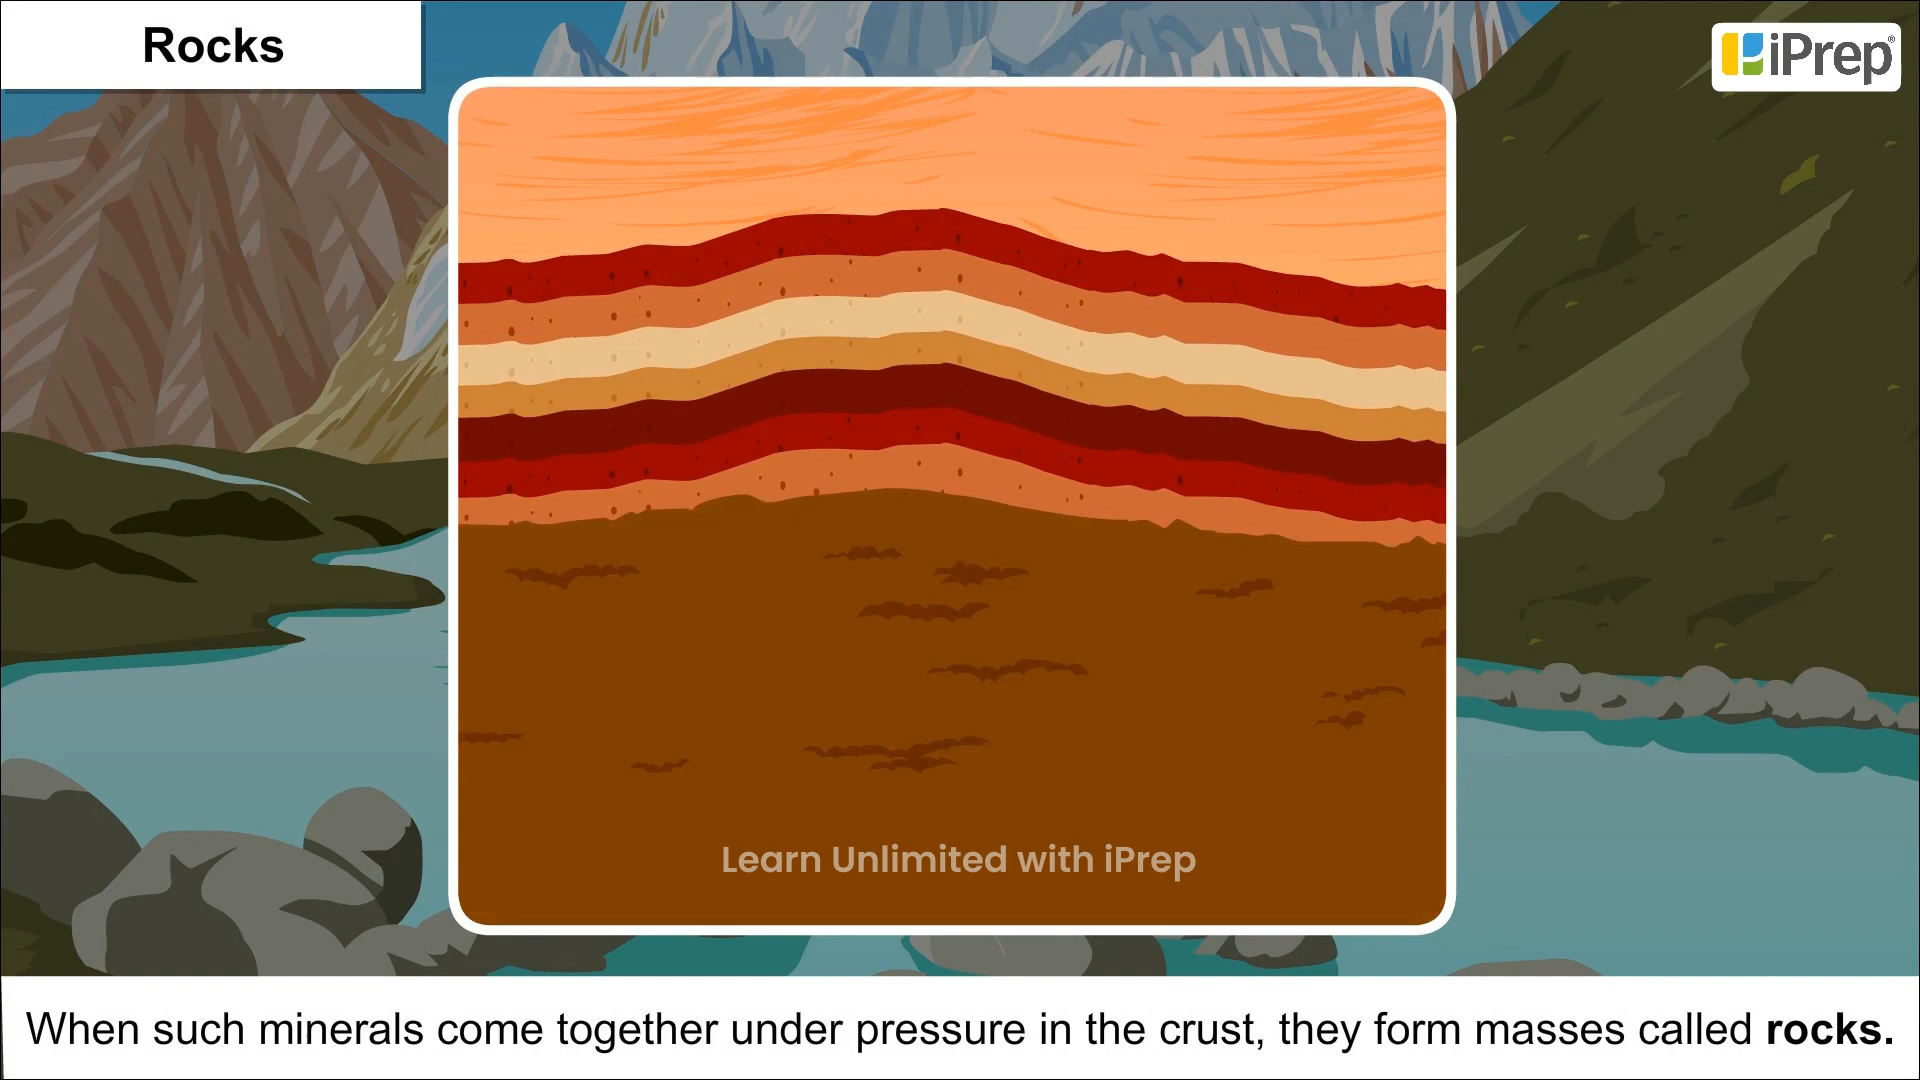 Rocks
iPrep®
Learn Unlimited with iPrep
When such minerals come together under pressure in the crust, they form masses called rocks.